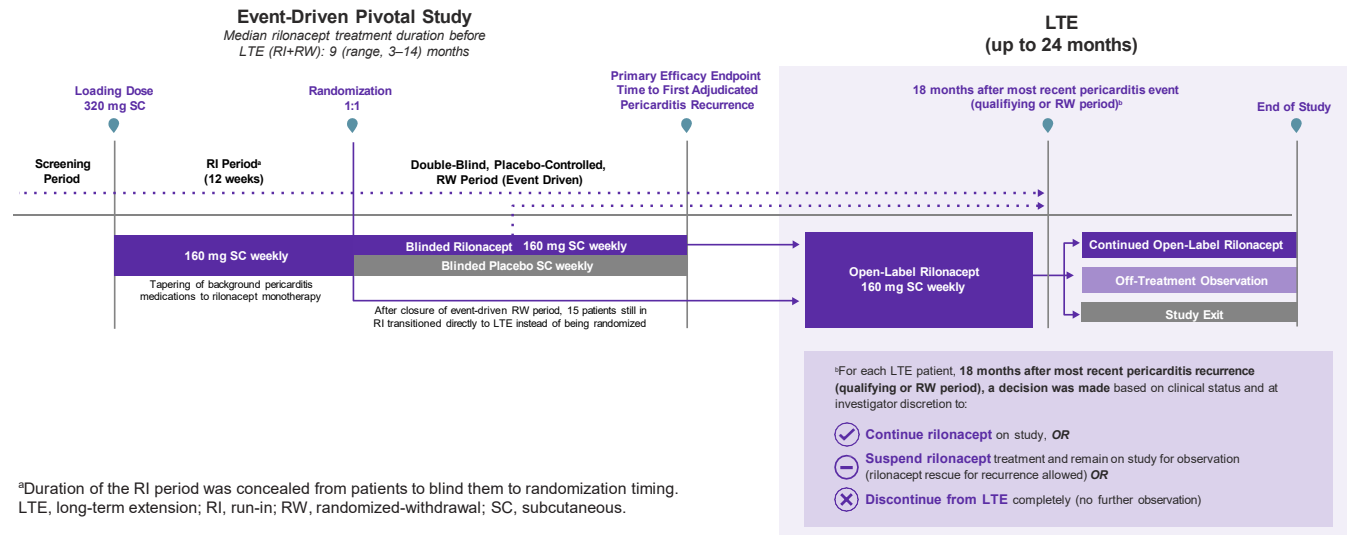 Event-Driven Pivotal Study
Median rilonacept treatment duration before
LTE (RI+RW): 9 (range, 3–14) months
LTE
(up to 24 months)
Loading Dose
320 mg SC
Randomization
1:1
Primary Efficacy Endpoint
Time to First Adjudicated
Pericarditis Recurrence
18 months after most recent pericarditis event
(qualifiying or RW period)ᵇ
End of Study
Screening
Period
RI Periodᵃ
(12 weeks)
Double-Blind, Placebo-Controlled,
RW Period (Event Driven)
160 mg SC weekly
Blinded Rilonacept 160 mg SC weekly
Blinded Placebo SC weekly
Tapering of background pericarditis
medications to rilonacept monotherapy
After closure of event-driven RW period, 15 patients still in
RI transitioned directly to LTE instead of being randomized
Open-Label Rilonacept
160 mg SC weekly
Continued Open-Label Rilonacept
Off-Treatment Observation
Study Exit
ᵇFor each LTE patient, 18 months after most recent pericarditis recurrence
(qualifying or RW period), a decision was made based on clinical status and at
investigator discretion to:
Continue rilonacept on study, OR
Suspend rilonacept treatment and remain on study for observation
(rilonacept rescue for recurrence allowed) OR
Discontinue from LTE completely (no further observation)
ᵃDuration of the RI period was concealed from patients to blind them to randomization timing.
LTE, long-term extension; RI, run-in; RW, randomized-withdrawal; SC, subcutaneous.